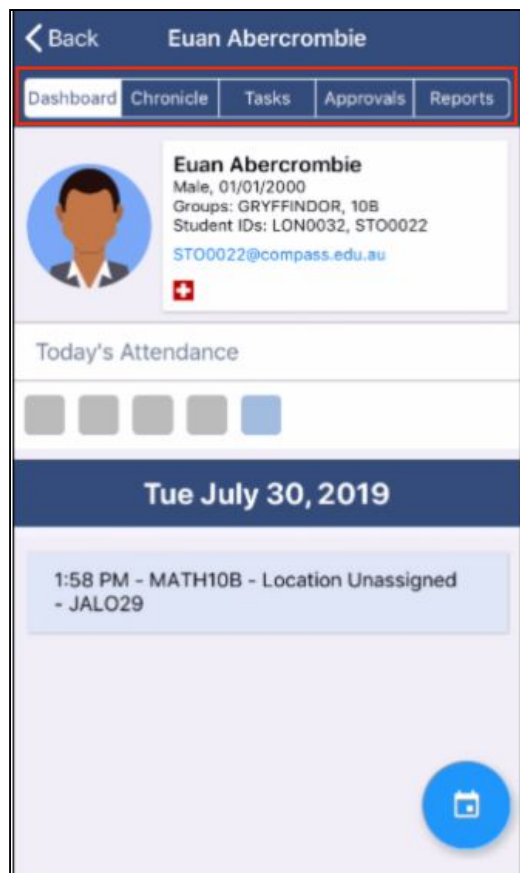 Back Euan Abercrombie
Dashboard Chronicle Tasks Approvals Reports
Euan Abercrombie
Male, 01/01/2000
Groups: GRYFFINDOR, 10B
Student IDs: LON0032, STO0022
STO0022@compass.edu.au
Today's Attendance
Tue July 30, 2019
1:58 PM - MATH10B - Location Unassigned
- JALO29